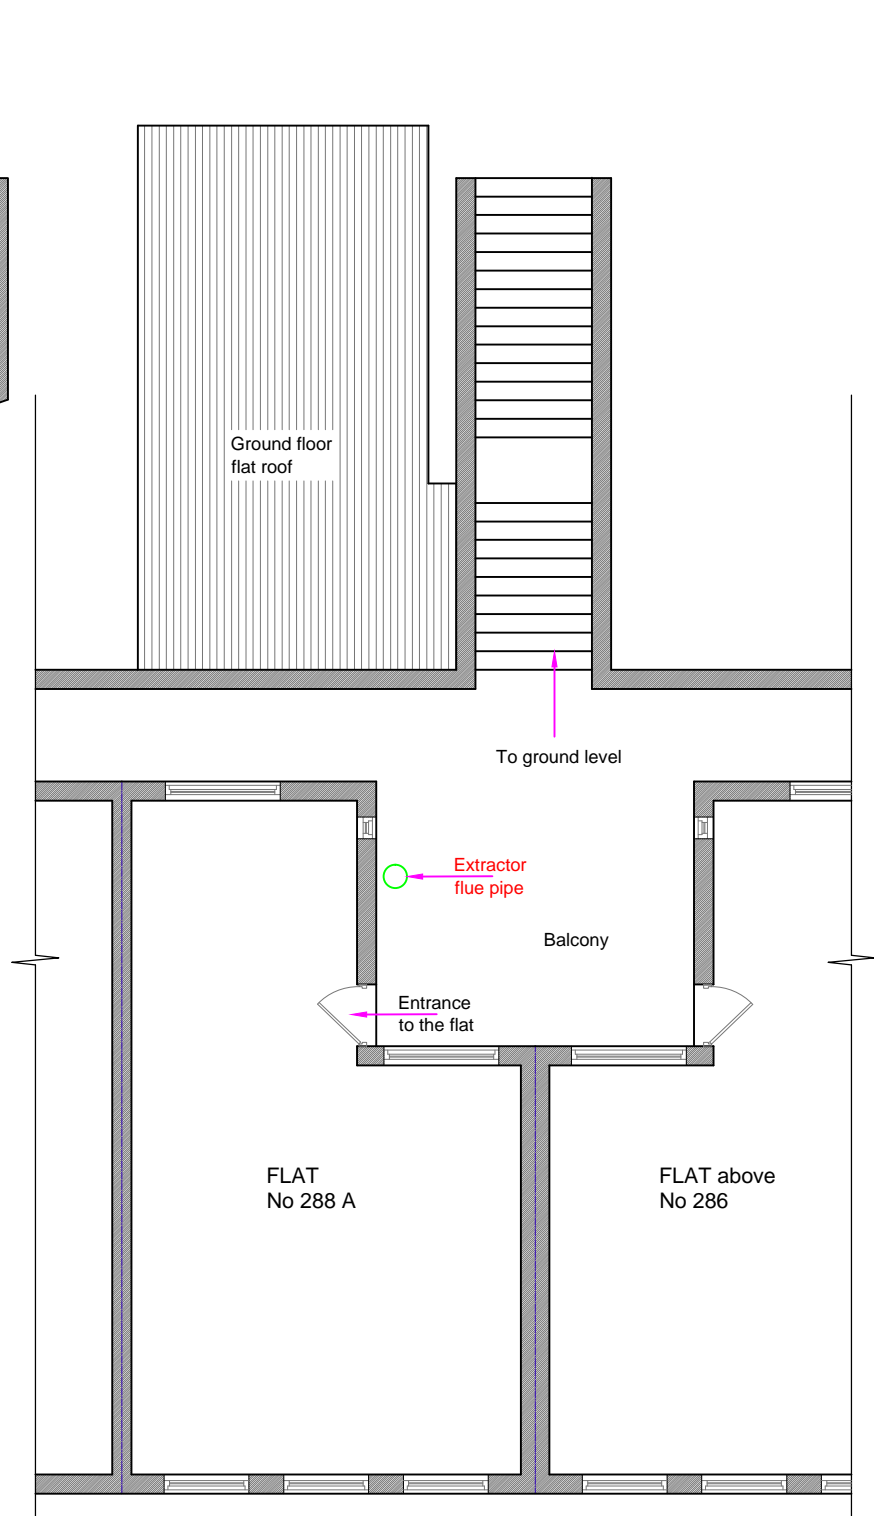 Ground floor
flat roof
To ground level
Extractor
flue pipe
Balcony
Entrance
to the flat
FLAT
No 288 A
FLAT above
No 286